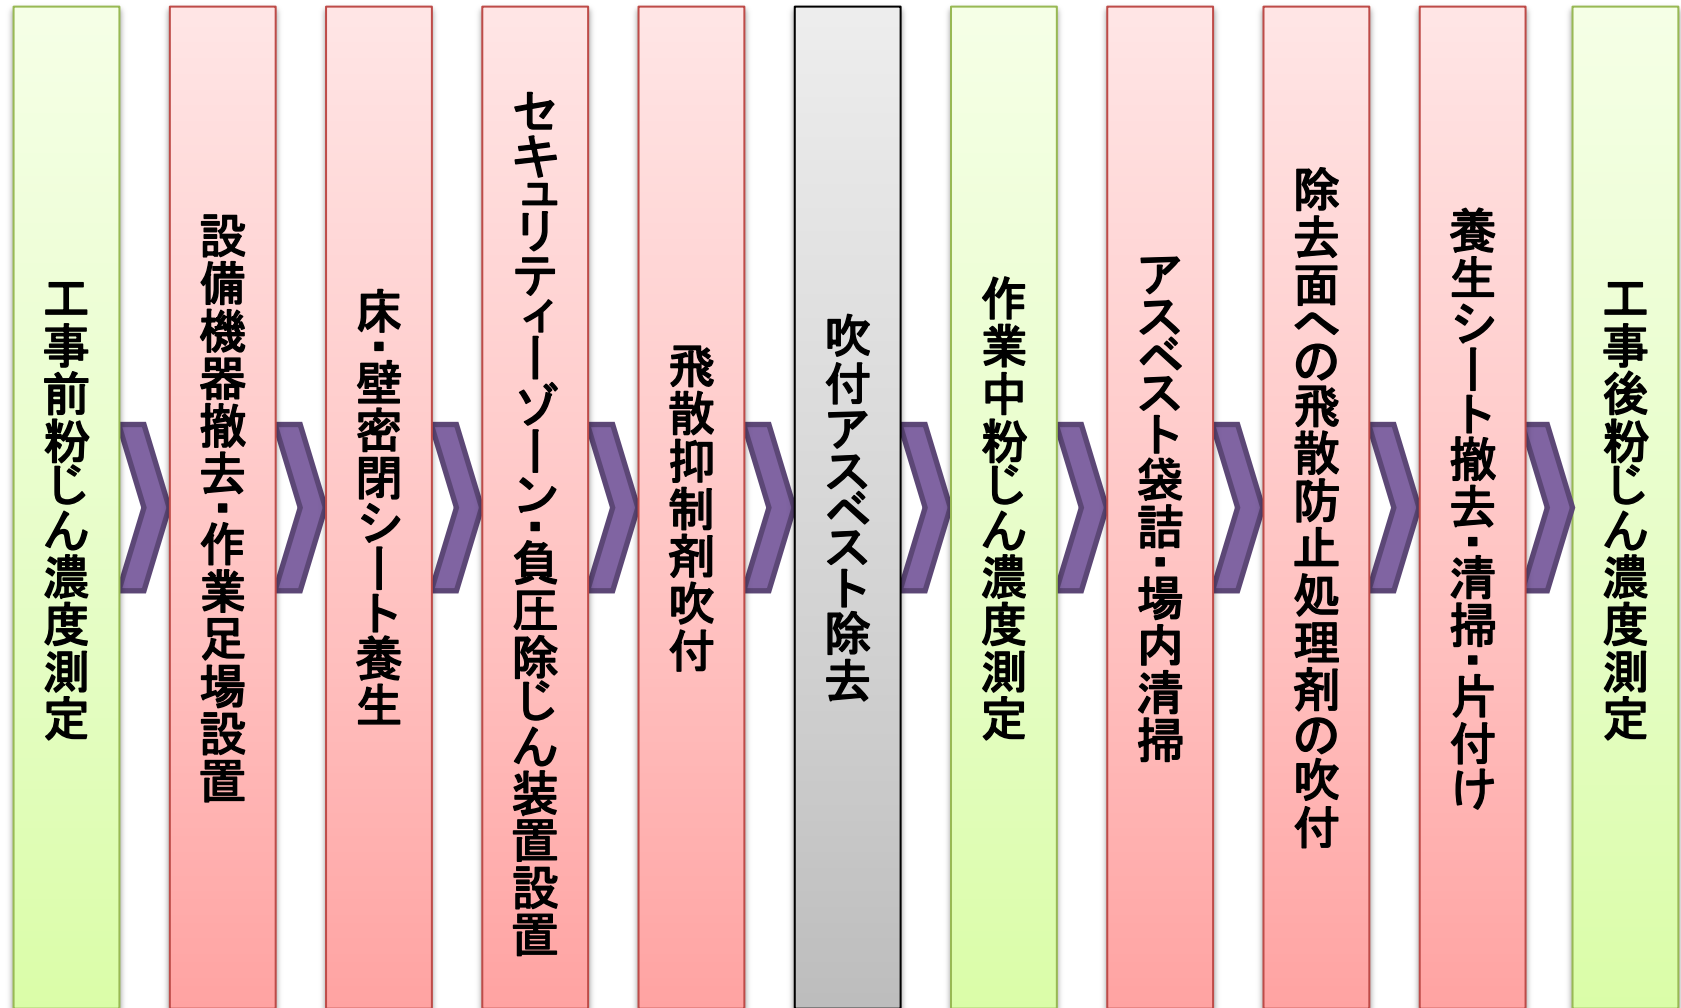 工事前粉じん濃度測定
設備機器撤去・作業足場設置
床・壁密閉シート養生
セキュリティーゾーン・負圧除じん装置設置
飛散抑制剤吹付
吹付アスベスト除去
作業中粉じん濃度測定
アスベスト袋詰・場内清掃
除去面への飛散防止処理剤の吹付
養生シート撤去・清掃・片付け
工事後粉じん濃度測定